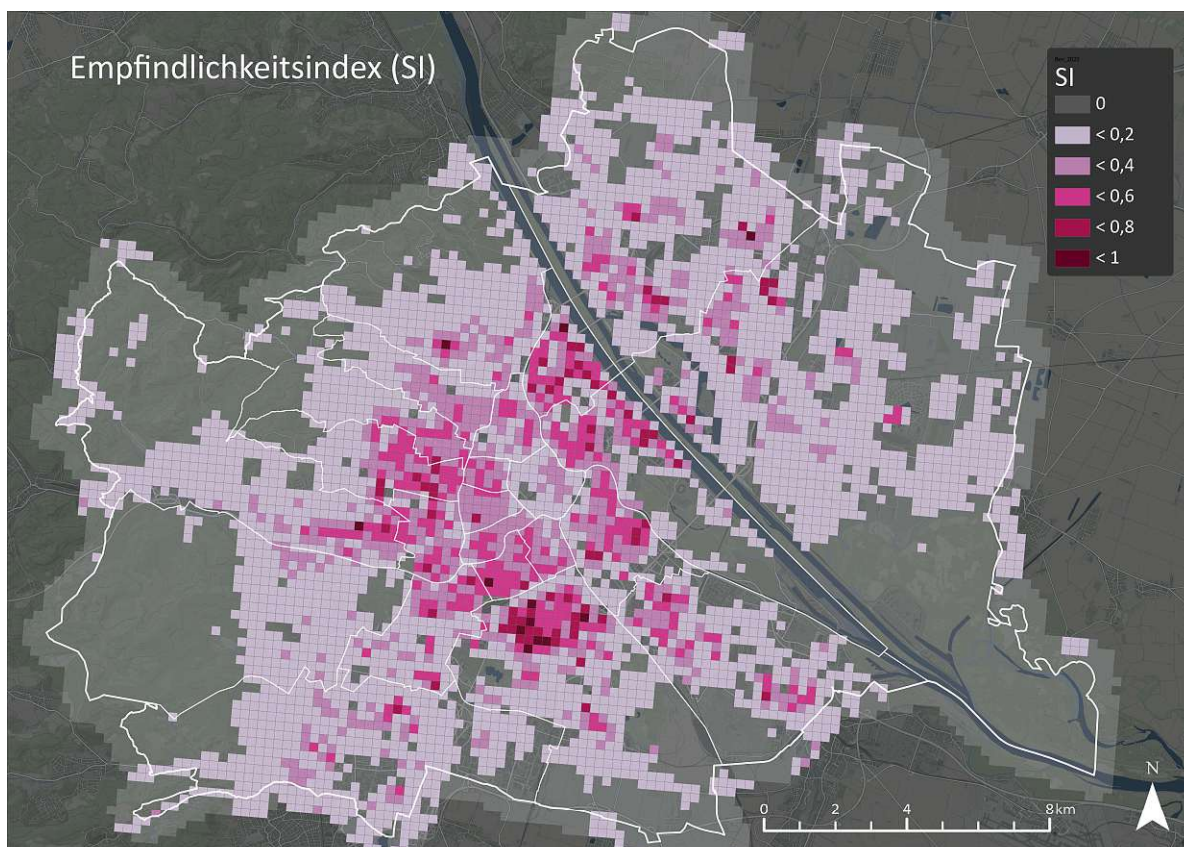 Empfindlichkeitsindex (SI)
SI
0
< 0,2
< 0,4
< 0,6
< 0,8
< 1
N
0 2 4 8 km